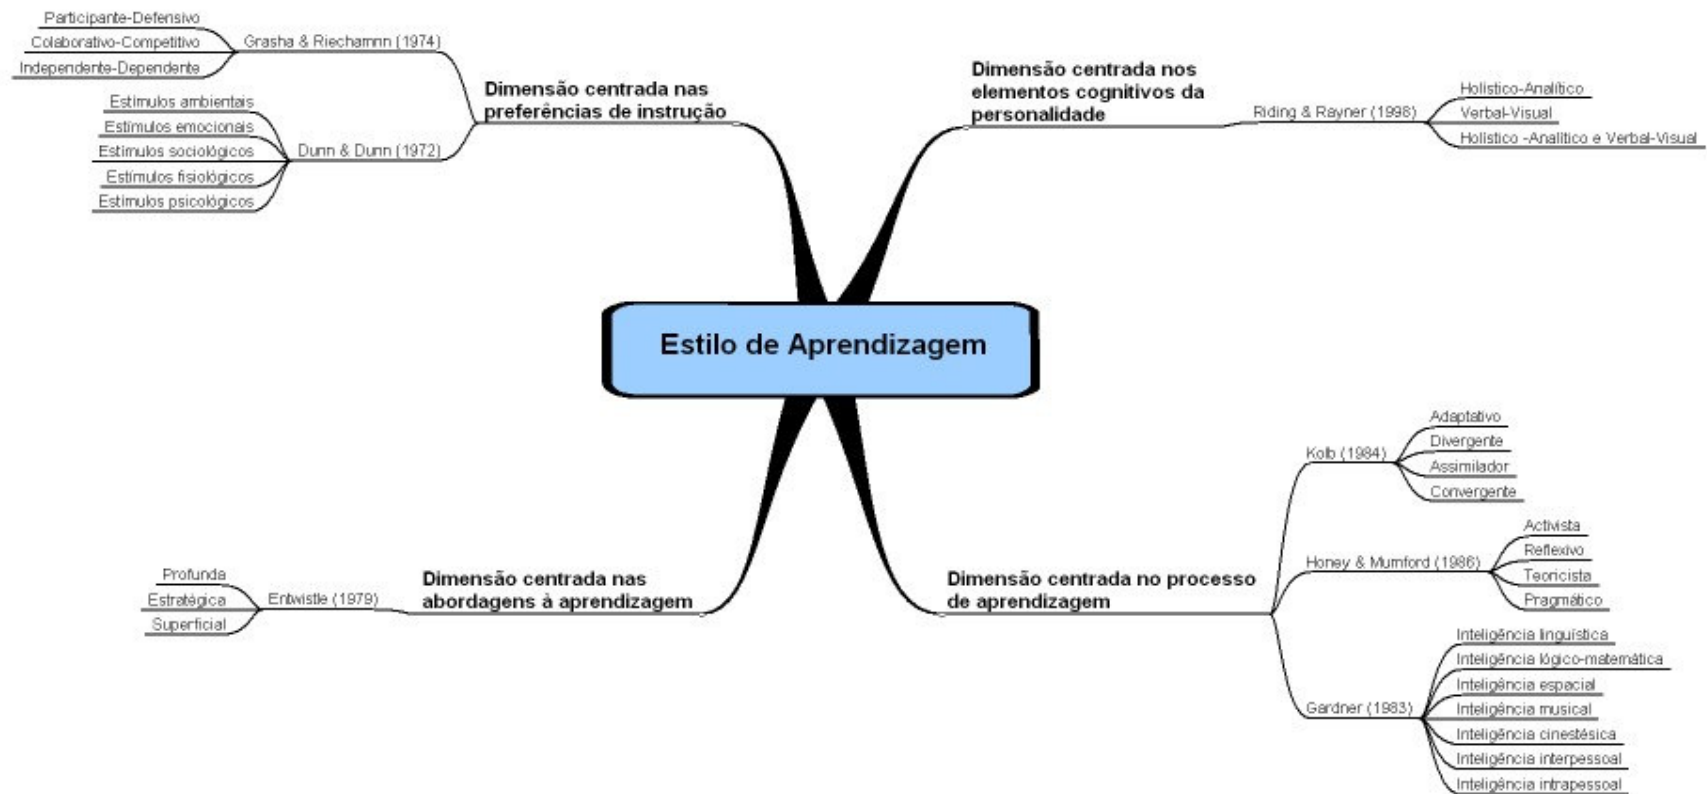 Participante-Defensivo
Colaborativo-Competitivo
Independente-Dependente
Grasha & Riechamnn (1974)
Estímulos ambientais
Estímulos emocionais
Estímulos sociológicos
Estímulos fisiológicos
Estímulos psicológicos
Dunn & Dunn (1972)
Dimensão centrada nas
preferências de instrução
Dimensão centrada nos
elementos cognitivos da
personalidade
Riding & Rayner (1998)
Holístico-Analítico
Verbal-Visual
Holístico -Analítico e Verbal-Visual
Estilo de Aprendizagem
Profunda
Estratégica
Superficial
Entwistle (1979)
Dimensão centrada nas
abordagens à aprendizagem
Dimensão centrada no processo
de aprendizagem
Kolb (1984)
Adaptativo
Divergente
Assimilador
Convergente
Honey & Mumford (1986)
Activista
Reflexivo
Teoricista
Pragmático
Gardner (1983)
Inteligência linguística
Inteligência lógico-matemática
Inteligência espacial
Inteligência musical
Inteligência cinestésica
Inteligência interpessoal
Inteligência intrapessoal